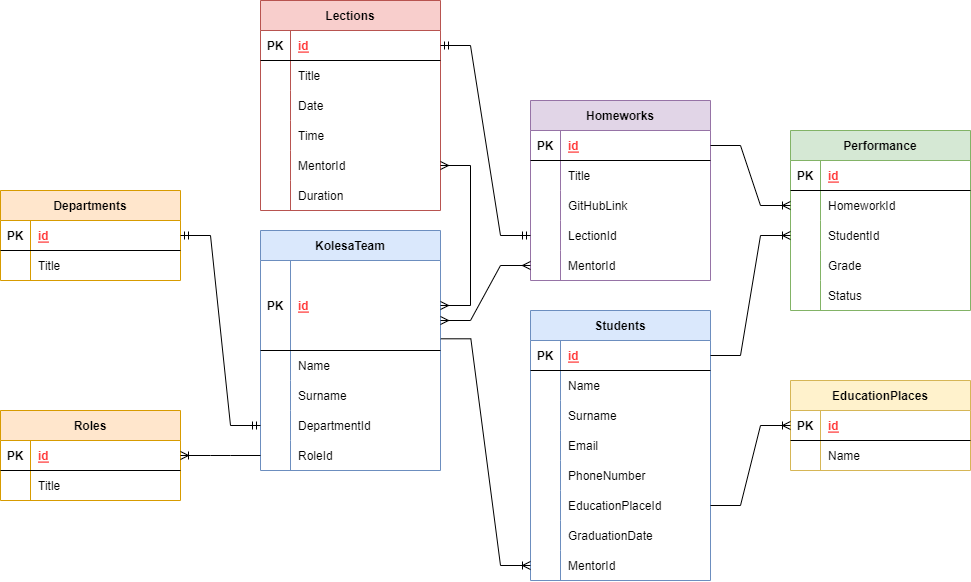 Lections
PK id
Title
Date
Time
MentorId
Duration
Departments
PK id
Title
KolesaTeam
PK id
Name
Surname
DepartmentId
RoleId
Roles
PK id
Title
Homeworks
PK id
Title
GitHubLink
LectionId
MentorId
Students
PK id
Name
Surname
Email
PhoneNumber
EducationPlaceId
GraduationDate
MentorId
Performance
PK id
HomeworkId
StudentId
Grade
Status
EducationPlaces
PK id
Name